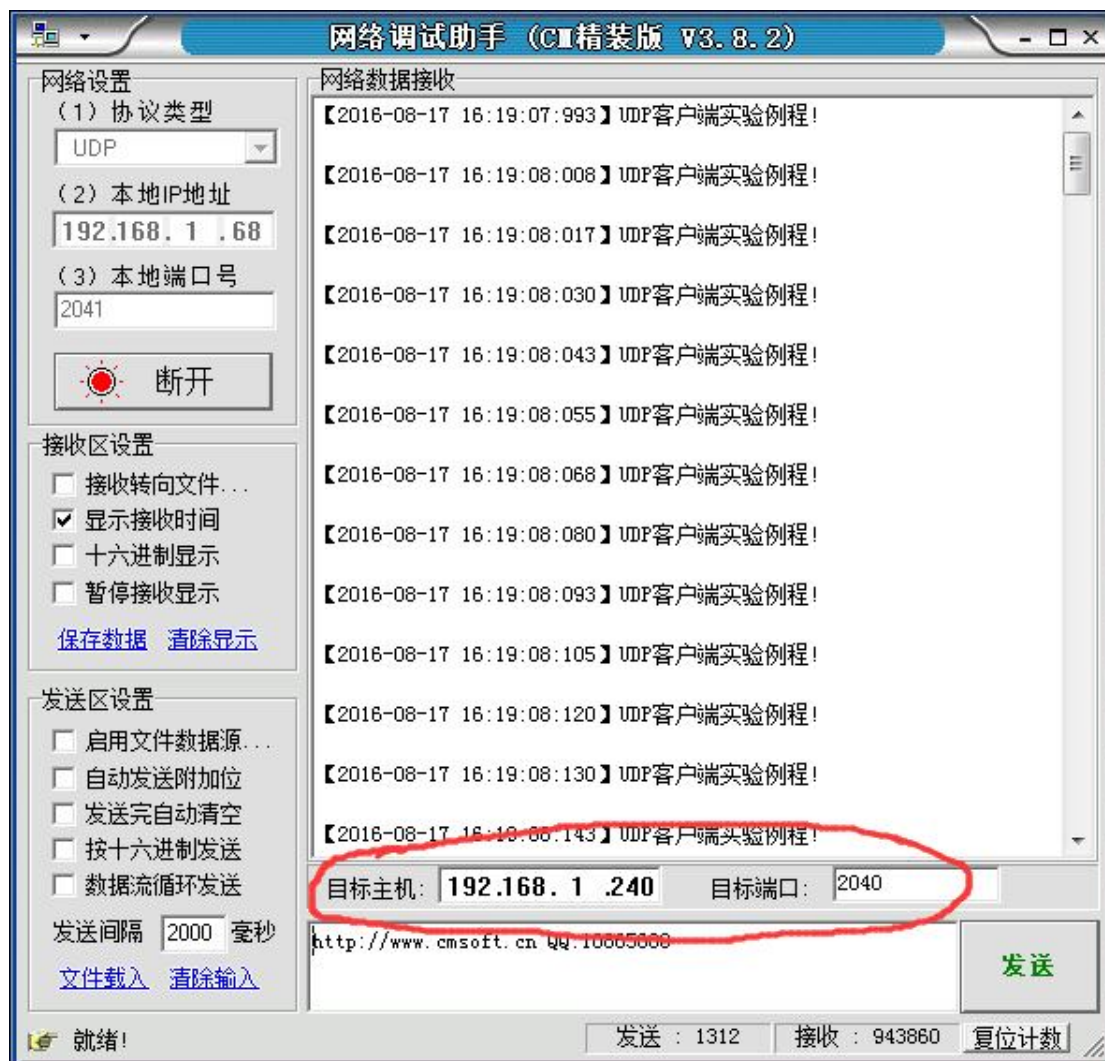 网络调试助手 (CM精装版 V3.8.2)
网络设置
(1) 协议类型
UDP
(2) 本地IP地址
192.168. 1 .68
(3) 本地端口号
2041
断开
接收区设置
接收转向文件...
显示接收时间
十六进制显示
暂停接收显示
保存数据 清除显示
发送区设置
启用文件数据源...
自动发送附加位
发送完自动清空
按十六进制发送
数据流循环发送
发送间隔 2000 毫秒
文件载入 清除输入
网络数据接收
【2016-08-17 16:19:07:993】UDP客户端实验例程!
【2016-08-17 16:19:08:008】UDP客户端实验例程!
【2016-08-17 16:19:08:017】UDP客户端实验例程!
【2016-08-17 16:19:08:030】UDP客户端实验例程!
【2016-08-17 16:19:08:043】UDP客户端实验例程!
【2016-08-17 16:19:08:055】UDP客户端实验例程!
【2016-08-17 16:19:08:068】UDP客户端实验例程!
【2016-08-17 16:19:08:080】UDP客户端实验例程!
【2016-08-17 16:19:08:093】UDP客户端实验例程!
【2016-08-17 16:19:08:105】UDP客户端实验例程!
【2016-08-17 16:19:08:120】UDP客户端实验例程!
【2016-08-17 16:19:08:130】UDP客户端实验例程!
【2016-08-17 16:19:08:143】UDP客户端实验例程!
目标主机: 192.168. 1 .240 目标端口: 2040
http://www.cmsoft.cn
发送
就绪!
发送 : 1312 接收 : 943860 复位计数